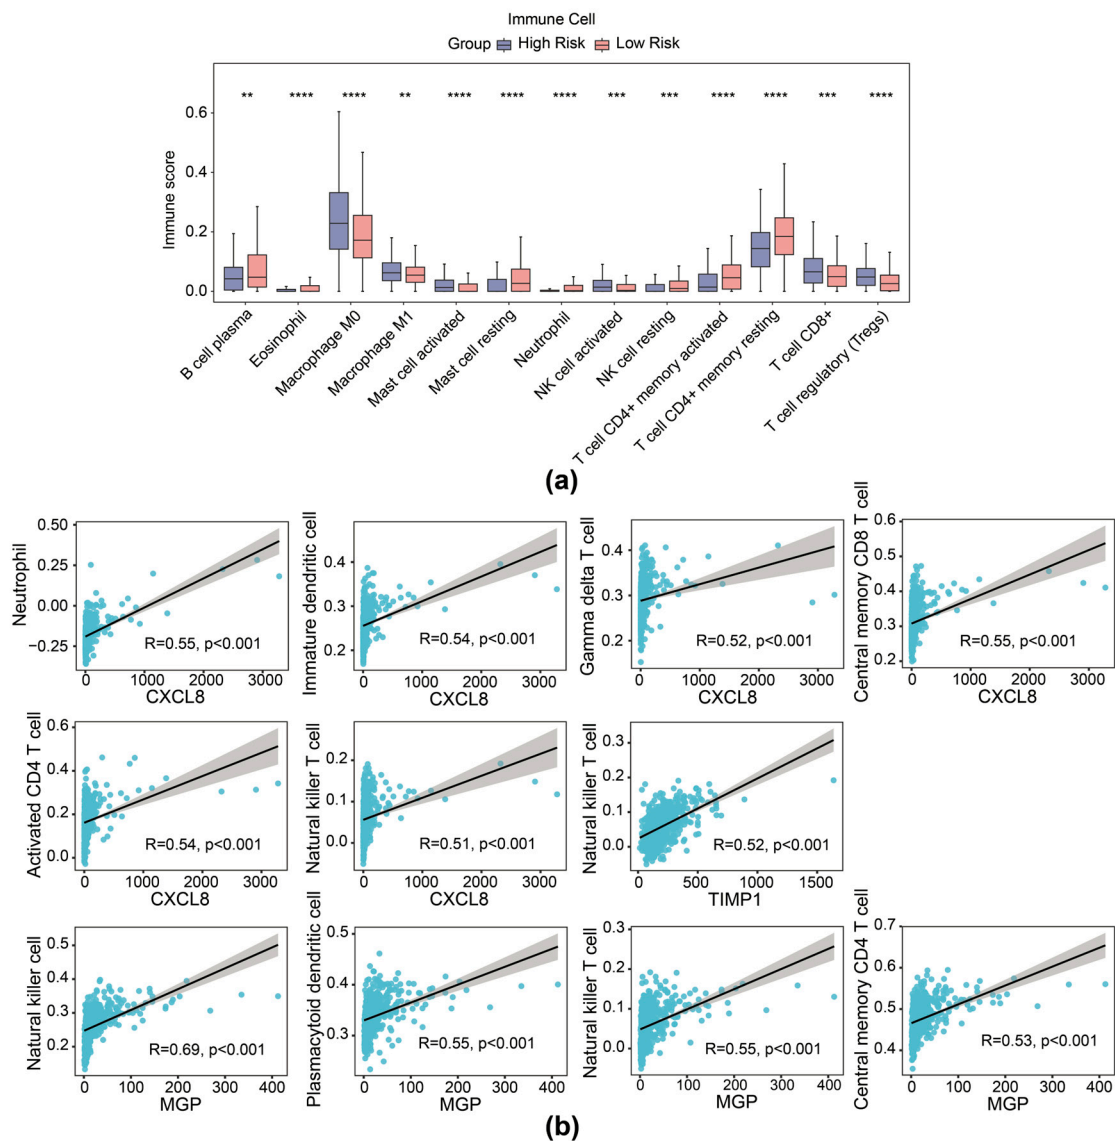 Immune Cell
Group High Risk Low Risk
Immune score
0.6
0.4
0.2
0.0
** **** **** ** **** **** **** *** *** **** **** *** ****
B cell plasma
Eosinophil
Macrophage M0
Macrophage M1
Mast cell activated
Mast cell resting
Neutrophil
NK cell activated
NK cell resting
T cell CD4+ memory activated
T cell CD4+ memory resting
T cell CD8+
T cell regulatory (Tregs)
(a)
Neutrophil
0.50
0.25
0.00
−0.25
R=0.55, p<0.001
0 1000 2000 3000
CXCL8
Immature dendritic cell
0.4
0.3
0.2
R=0.54, p<0.001
0 1000 2000 3000
CXCL8
Gamma delta T cell
0.4
0.3
0.2
R=0.52, p<0.001
0 1000 2000 3000
CXCL8
Central memory CD8 T cell
0.6
0.5
0.4
0.3
0.2
R=0.55, p<0.001
0 1000 2000 3000
CXCL8
Activated CD4 T cell
0.6
0.4
0.2
0.0
R=0.54, p<0.001
0 1000 2000 3000
CXCL8
Natural killer T cell
0.2
0.1
0.0
R=0.51, p<0.001
0 1000 2000 3000
CXCL8
Natural killer T cell
0.3
0.2
0.1
0.0
R=0.52, p<0.001
0 500 1000 1500
TIMP1
Natural killer cell
0.5
0.4
0.3
0.2
R=0.69, p<0.001
0 100 200 300 400
MGP
Plasmacytoid dendritic cell
0.5
0.4
0.3
R=0.55, p<0.001
0 100 200 300 400
MGP
Natural killer T cell
0.3
0.2
0.1
0.0
R=0.55, p<0.001
0 100 200 300 400
MGP
Central memory CD4 T cell
0.7
0.6
0.5
0.4
R=0.53, p<0.001
0 100 200 300 400
MGP
(b)